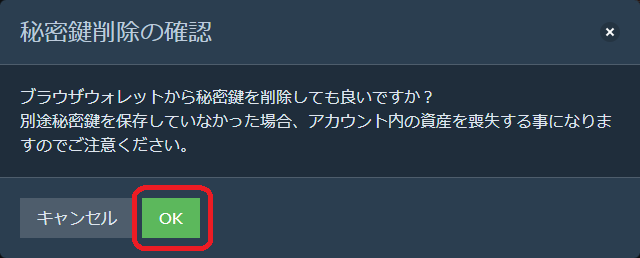 秘密鍵削除の確認
ブラウザウォレットから秘密鍵を削除しても良いですか？
別途秘密鍵を保存していなかった場合、アカウント内の資産を喪失する事になりま
すのでご注意ください。
キャンセル OK